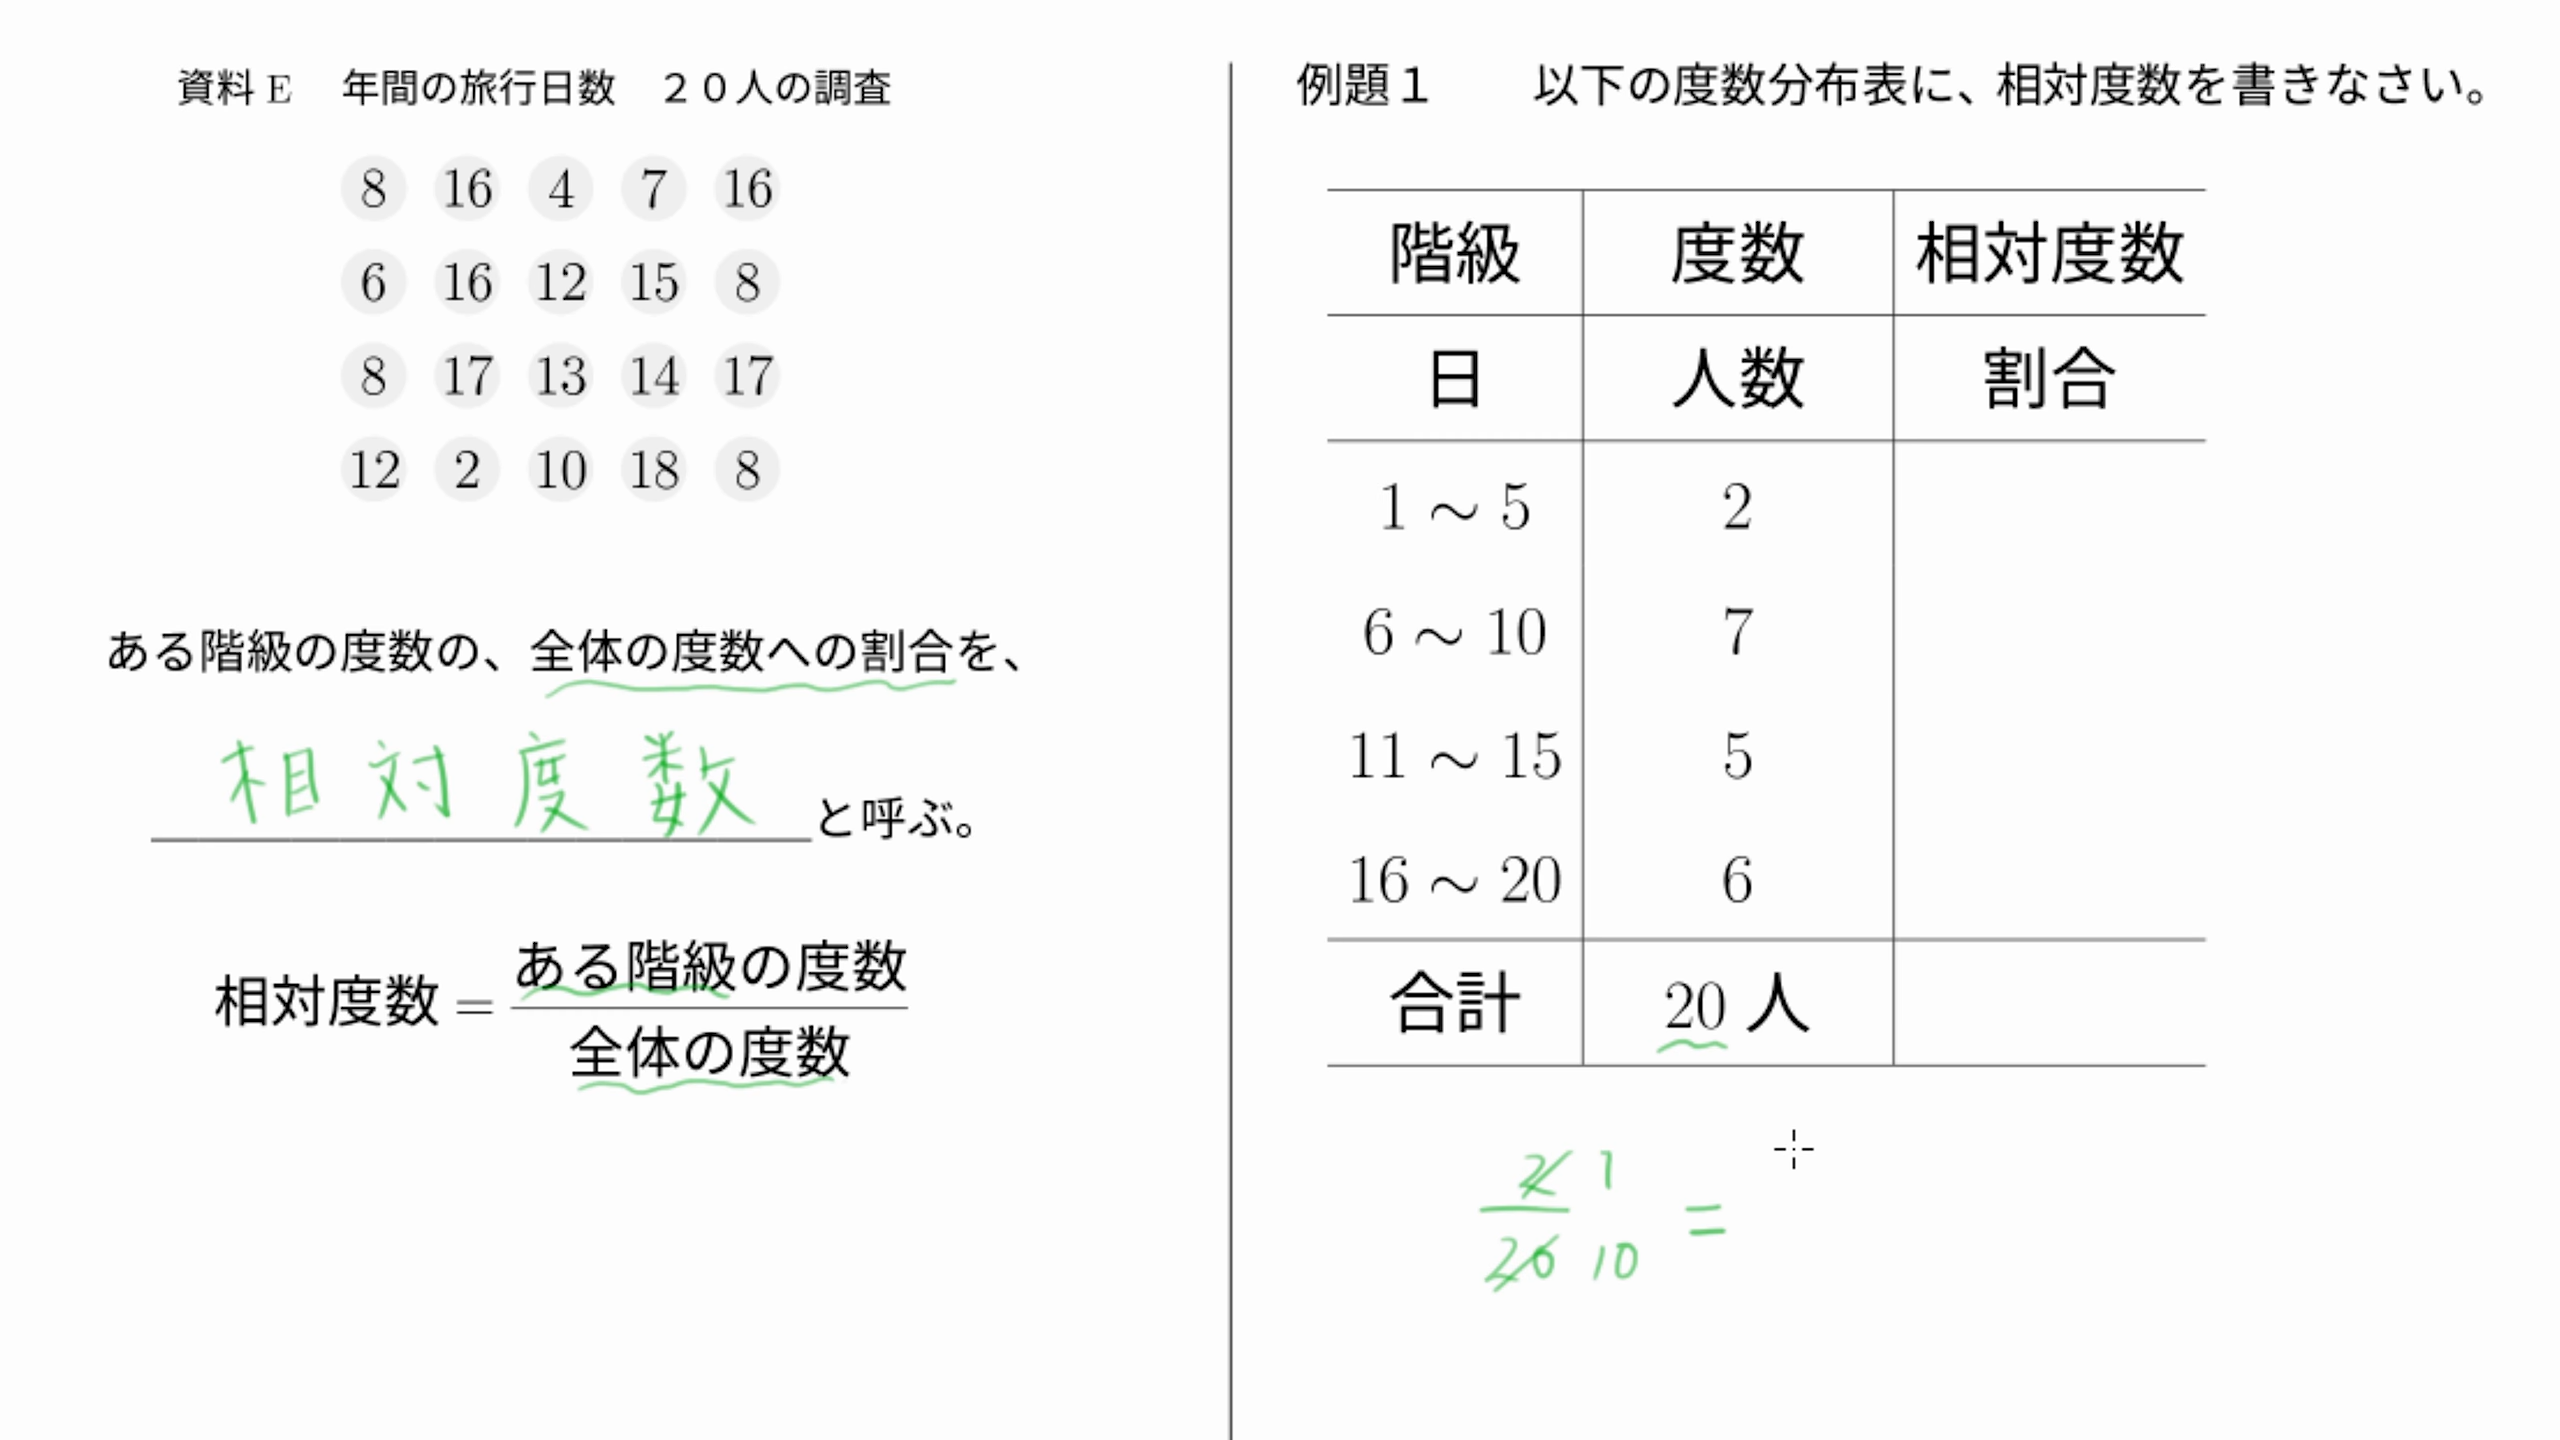 資料 E　年間の旅行日数　２０人の調査
8 16 4 7 16
6 16 12 15 8
8 17 13 14 17
12 2 10 18 8
ある階級の度数の、全体の度数への割合を、
相対度数と呼ぶ。
相対度数 = ある階級の度数
全体の度数
例題１　以下の度数分布表に、相対度数を書きなさい。
階級 度数 相対度数
日 人数 割合
1 ∼ 5 2
6 ∼ 10 7
11 ∼ 15 5
16 ∼ 20 6
合計 20 人
2 1
20 10 =